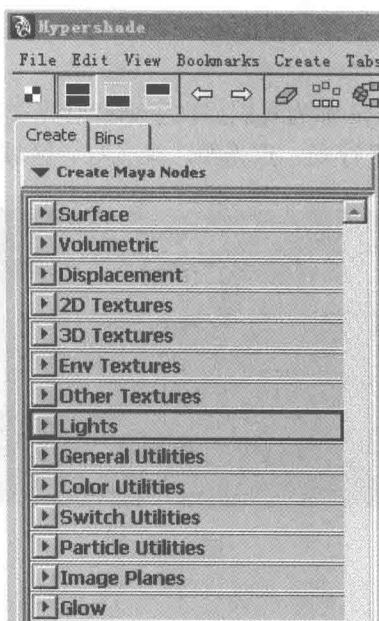 Hypershade
File Edit View Bookmarks Create Tabs
Create Bins
Create Maya Nodes
Surface
Volumetric
Displacement
2D Textures
3D Textures
Env Textures
Other Textures
Lights
General Utilities
Color Utilities
Switch Utilities
Particle Utilities
Image Planes
Glow